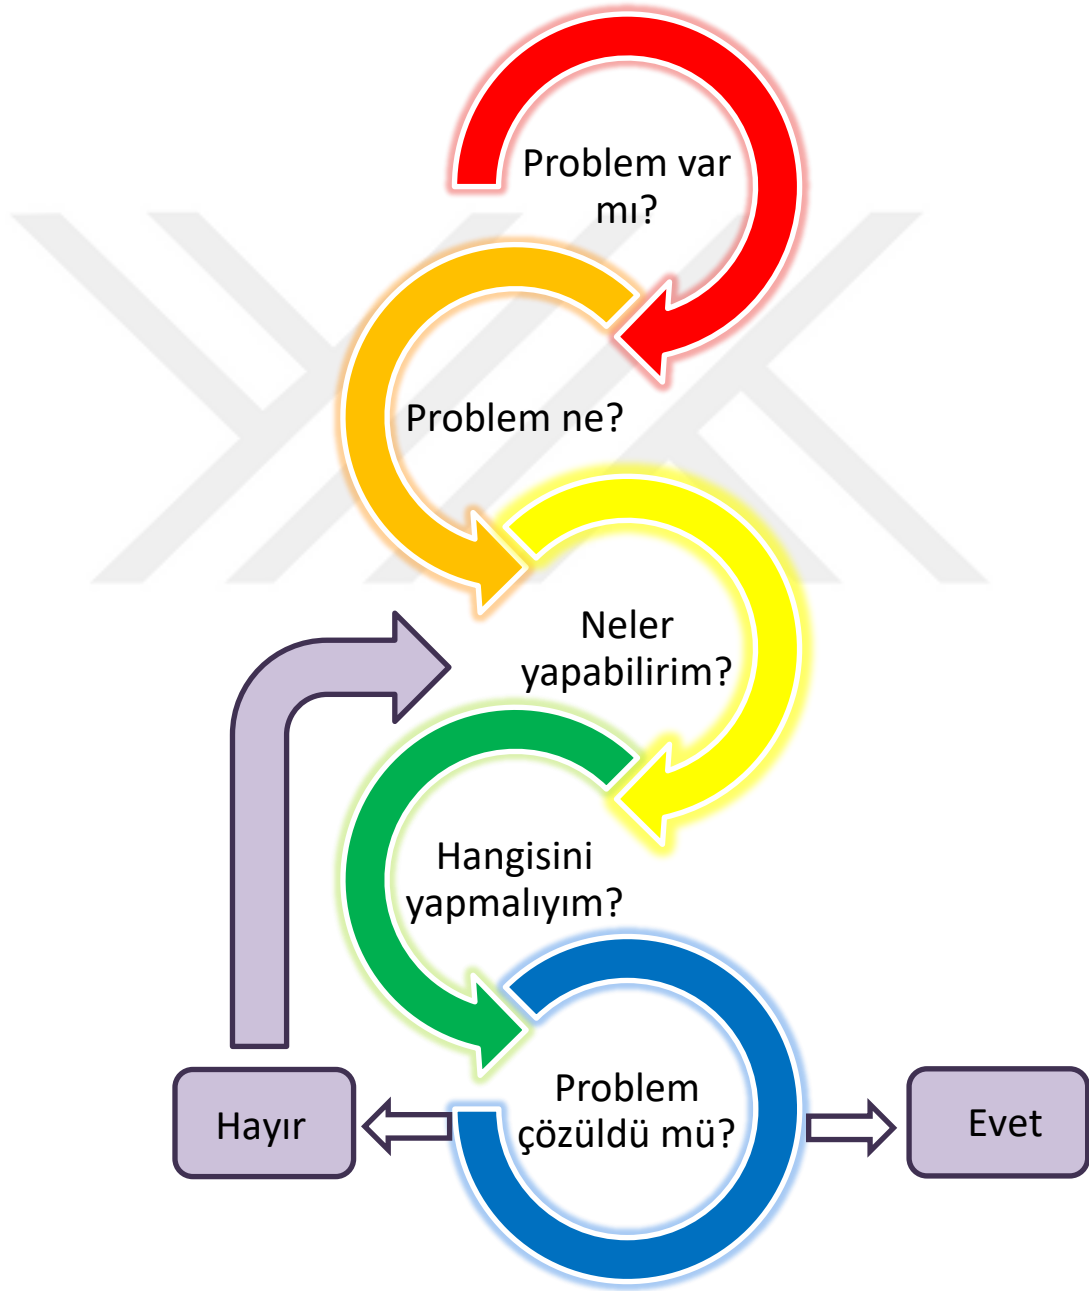 Problem var
mı?
Problem ne?
Neler
yapabilirim?
Hangisini
yapmalıyım?
Problem
çözüldü mü?
Hayır
Evet